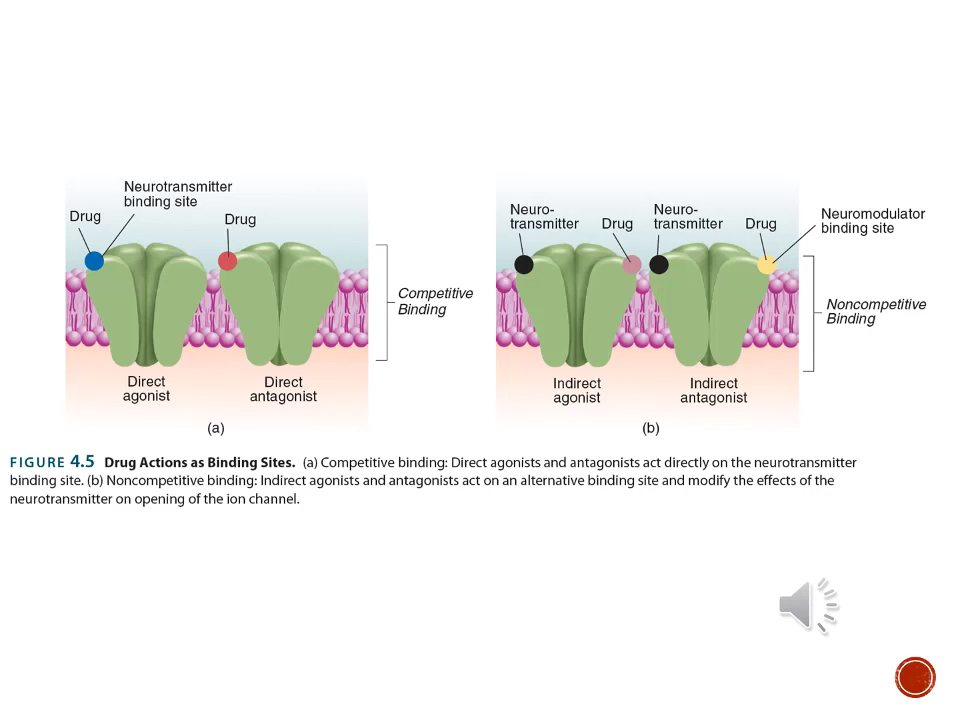 Neurotransmitter
binding site
Drug
Drug
Competitive
Binding
Direct
agonist
Direct
antagonist
(a)
Neuro-
transmitter
Drug
Neuro-
transmitter
Drug
Neuromodulator
binding site
Noncompetitive
Binding
Indirect
agonist
Indirect
antagonist
(b)
FIGURE 4.5 Drug Actions as Binding Sites. (a) Competitive binding: Direct agonists and antagonists act directly on the neurotransmitter
binding site. (b) Noncompetitive binding: Indirect agonists and antagonists act on an alternative binding site and modify the effects of the
neurotransmitter on opening of the ion channel.